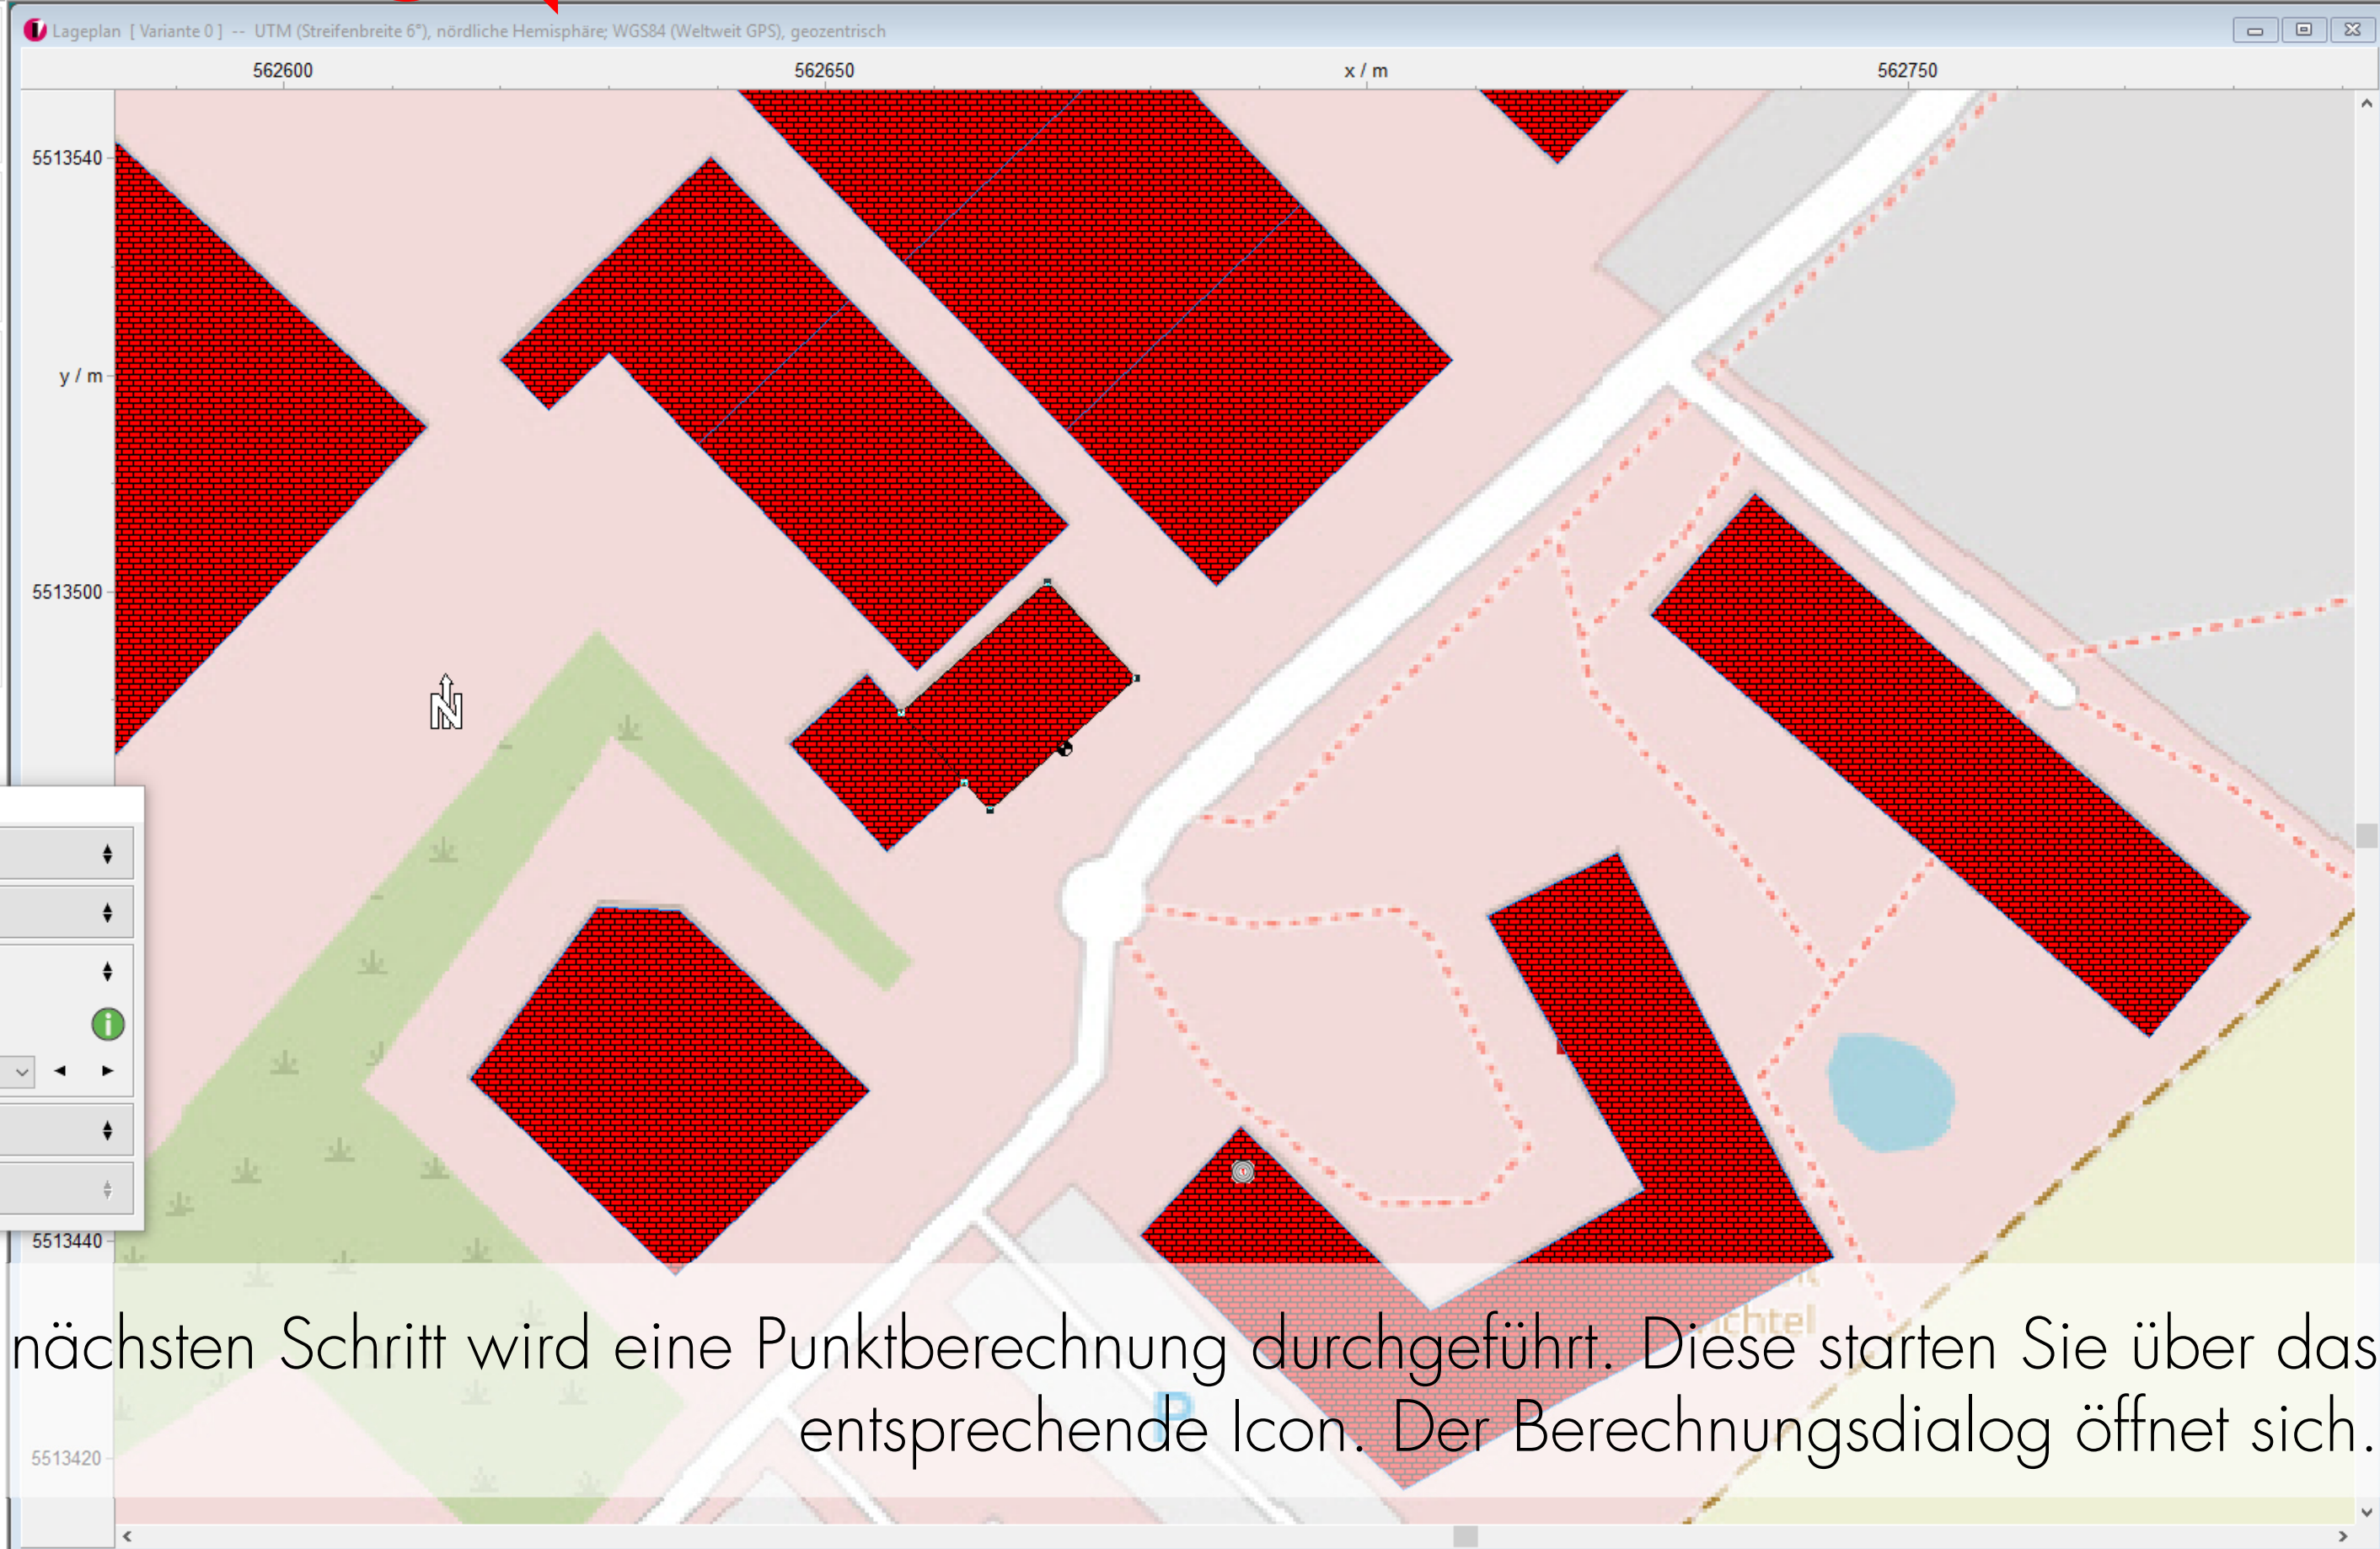 Lageplan [ Variante 0 ] -- UTM (Streifenbreite 6°), nördliche Hemisphäre; WGS84 (Weltweit GPS), geozentrisch
562600 562650 x / m 562750
5513540
y / m
5513500
N
5513440
nächsten Schritt wird eine Punktberechnung durchgeführt. Diese starten Sie über das
P
entsprechende Icon. Der Berechnungsdialog öffnet sich.
5513420